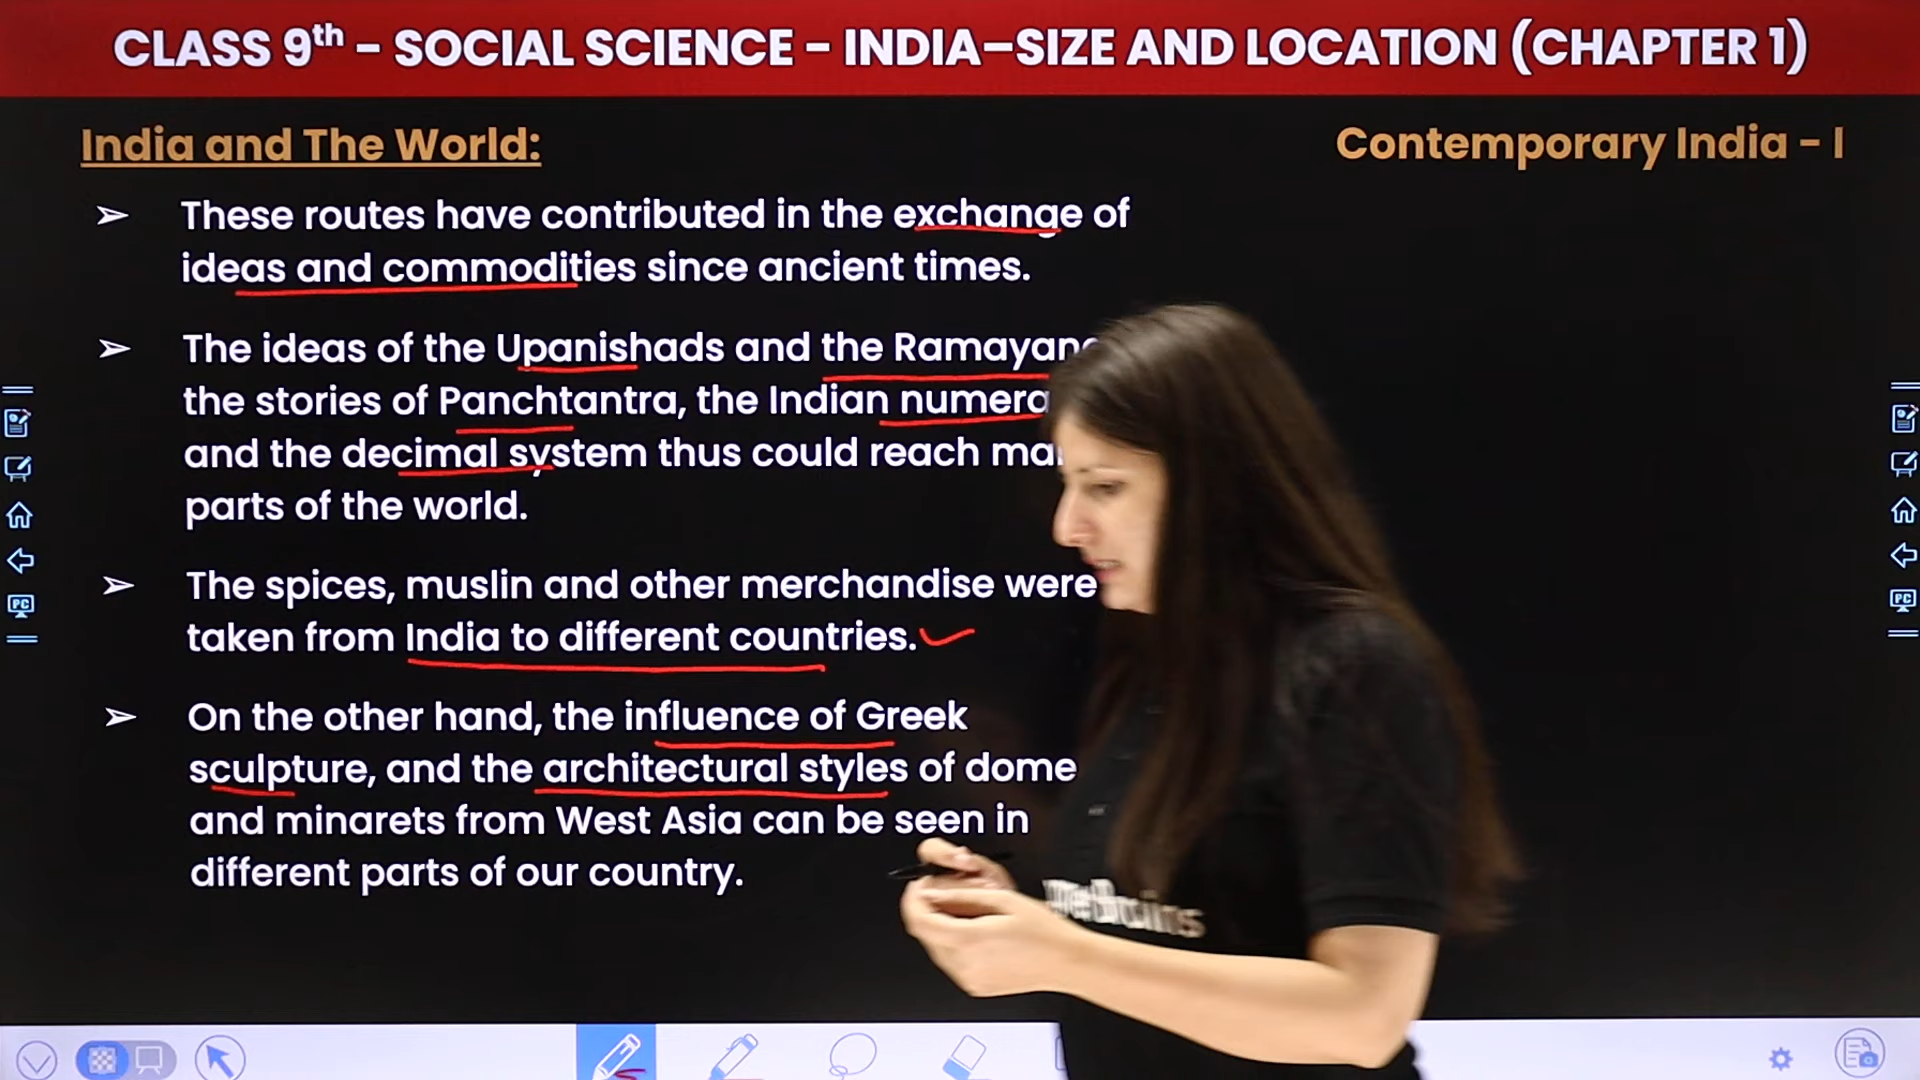 CLASS 9th - SOCIAL SCIENCE - INDIA–SIZE AND LOCATION (CHAPTER 1)
India and The World:
Contemporary India - I
➢ These routes have contributed in the exchange of
ideas and commodities since ancient times.
➢ The ideas of the Upanishads and the
the stories of Panchtantra, the Indian
and the decimal system thus could reach
parts of the world.
➢ The spices, muslin and other merchandise were
taken from India to different countries.
➢ On the other hand, the influence of Greek
sculpture, and the architectural styles of dome
and minarets from West Asia can be seen in
different parts of our country.
PC
PC